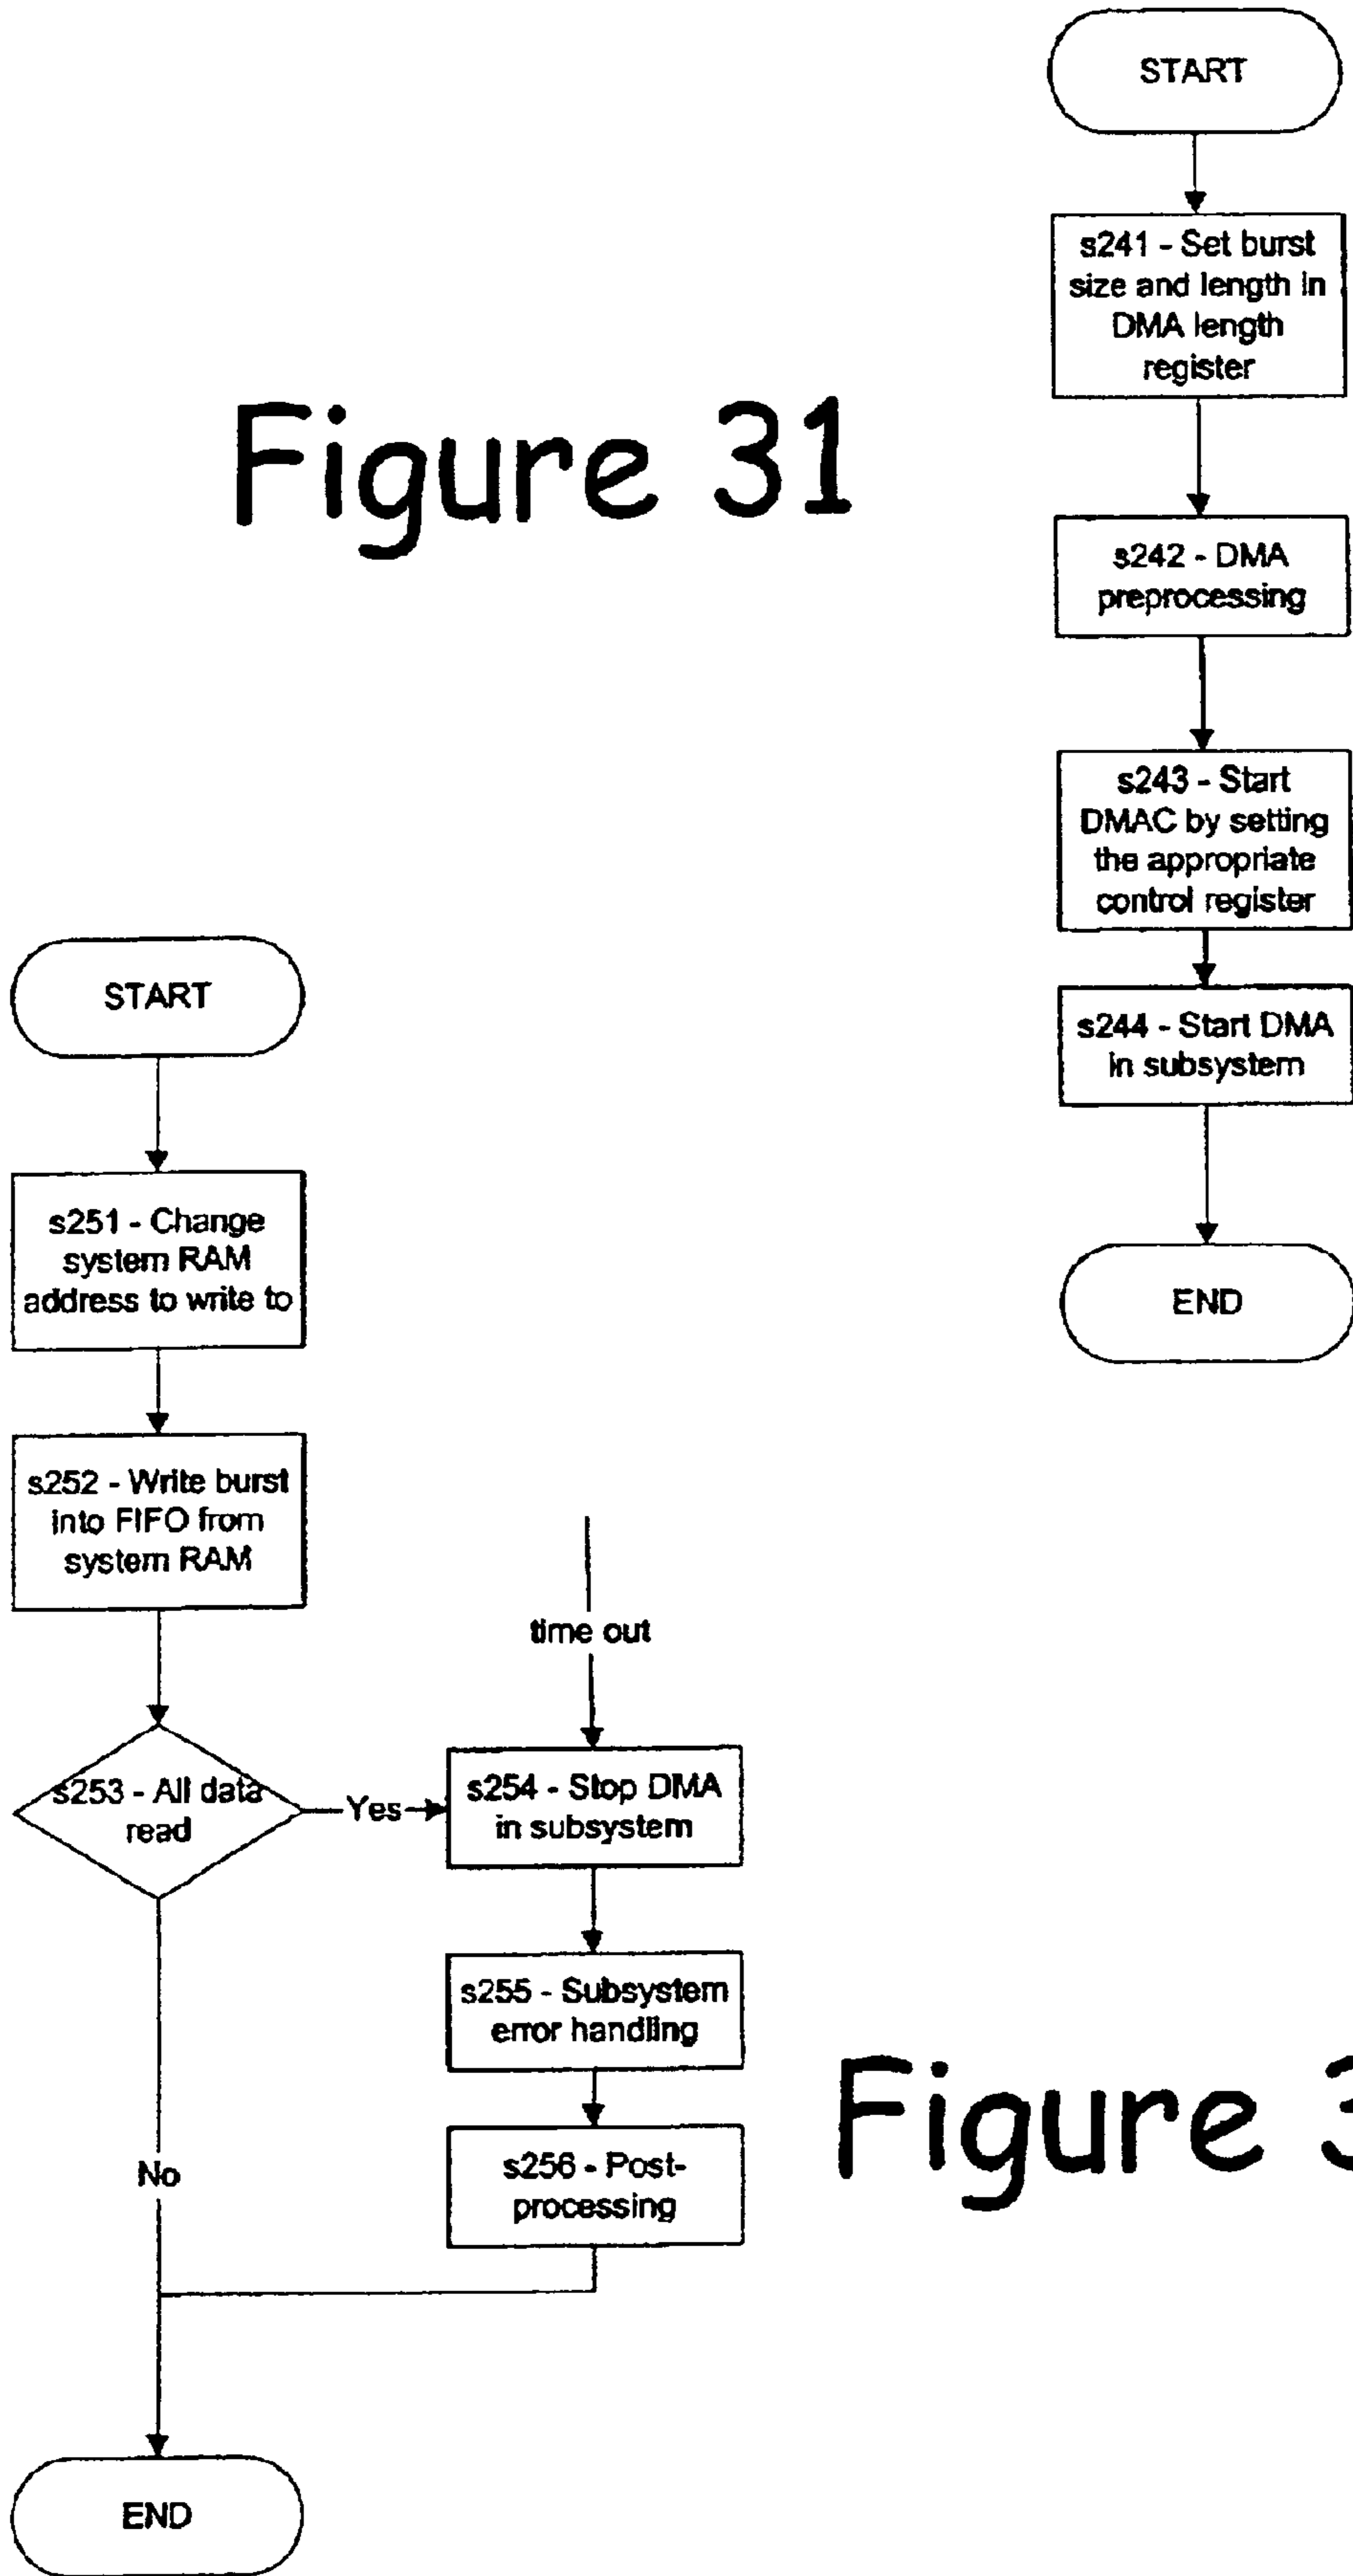 START
s241 - Set burst
size and length in
DMA length
register
Figure 31
s242 - DMA
preprocessing
s243 - Start
DMAC by setting
the appropriate
control register
s244 - Start DMA
in subsystem
END
START
s251 - Change
system RAM
address to write to
s252 - Write burst
into FIFO from
system RAM
time out
s253 - All data
read
Yes
s254 - Stop DMA
in subsystem
s255 - Subsystem
error handling
s256 - Post-
processing
No
END
Figure